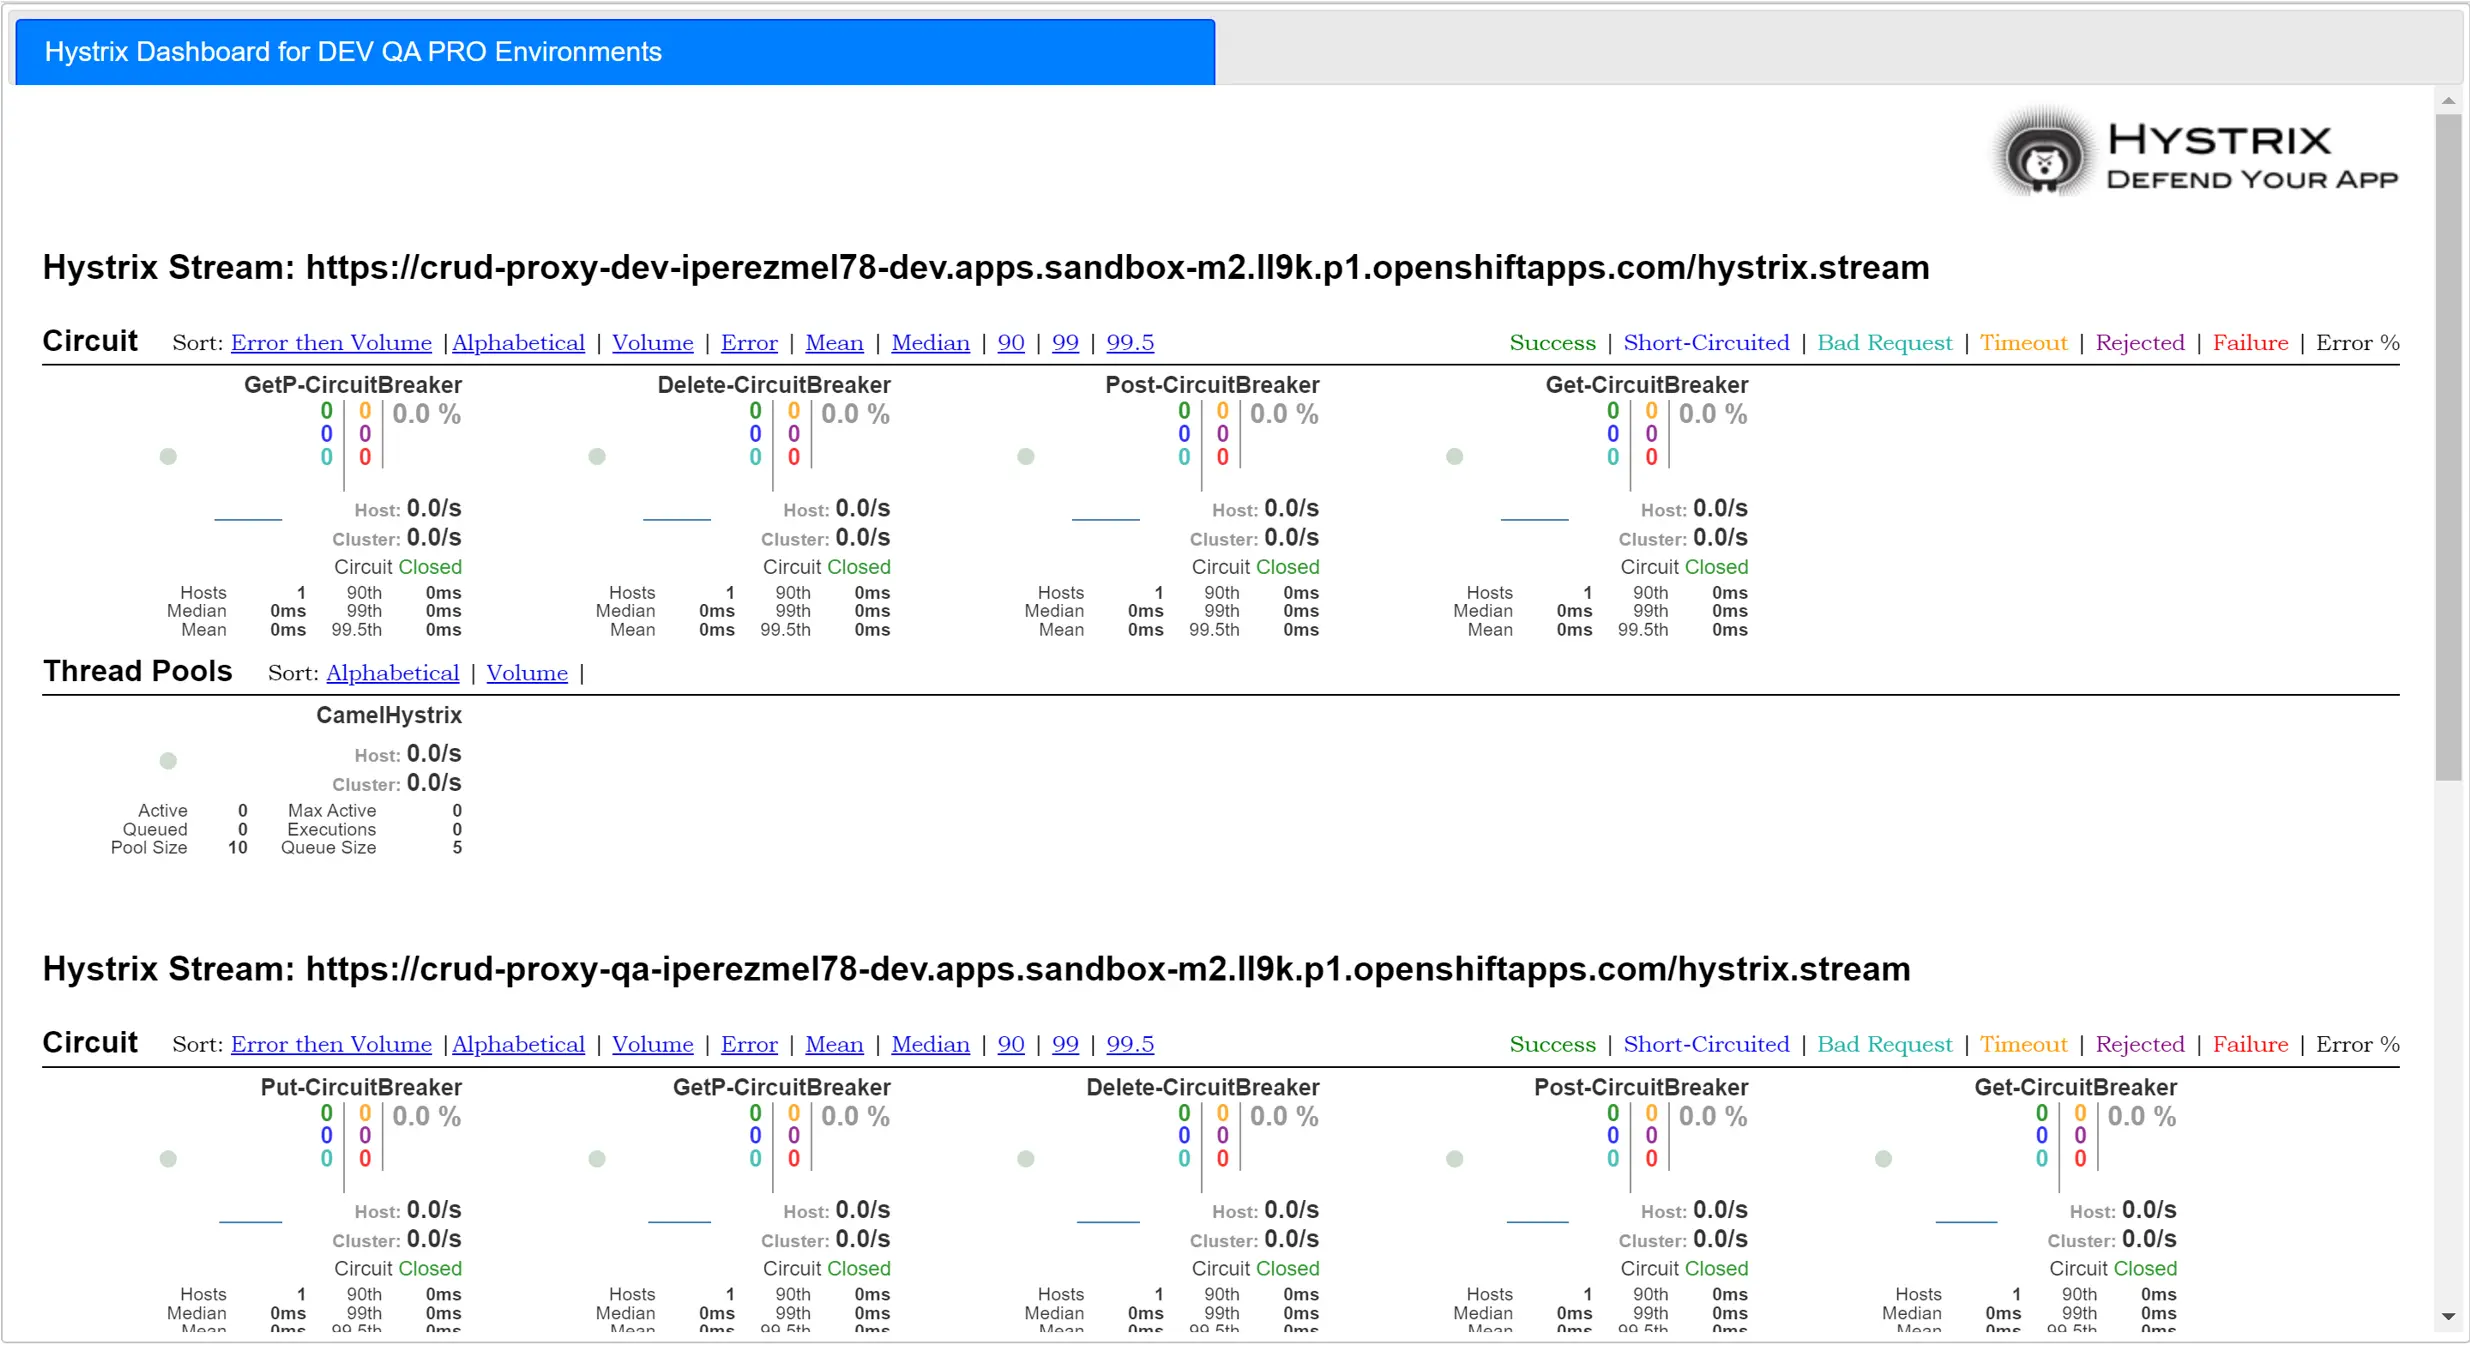 Hystrix Dashboard for DEV QA PRO Environments
HYSTRIX
DEFEND YOUR APP
Hystrix Stream: https://crud-proxy-dev-iperezmel78-dev.apps.sandbox-m2.ll9k.p1.openshiftapps.com/hystrix.stream
Circuit Sort: Error then Volume | Alphabetical | Volume | Error | Mean | Median | 90 | 99 | 99.5 Success | Short-Circuited | Bad Request | Timeout | Rejected | Failure | Error %
GetP-CircuitBreaker Delete-CircuitBreaker Post-CircuitBreaker Get-CircuitBreaker
0 0 0.0 % 0 0 0.0 % 0 0 0.0 % 0 0 0.0 %
0 0 0 0 0 0 0 0
0 0 0 0 0 0 0 0
Host: 0.0/s Host: 0.0/s Host: 0.0/s Host: 0.0/s
Cluster: 0.0/s Cluster: 0.0/s Cluster: 0.0/s Cluster: 0.0/s
Circuit Closed Circuit Closed Circuit Closed Circuit Closed
Hosts 1 90th 0ms Hosts 1 90th 0ms Hosts 1 90th 0ms Hosts 1 90th 0ms
Median 0ms 99th 0ms Median 0ms 99th 0ms Median 0ms 99th 0ms Median 0ms 99th 0ms
Mean 0ms 99.5th 0ms Mean 0ms 99.5th 0ms Mean 0ms 99.5th 0ms Mean 0ms 99.5th 0ms
Thread Pools Sort: Alphabetical | Volume |
CamelHystrix
Host: 0.0/s
Cluster: 0.0/s
Active 0 Max Active 0
Queued 0 Executions 0
Pool Size 10 Queue Size 5
Hystrix Stream: https://crud-proxy-qa-iperezmel78-dev.apps.sandbox-m2.ll9k.p1.openshiftapps.com/hystrix.stream
Circuit Sort: Error then Volume | Alphabetical | Volume | Error | Mean | Median | 90 | 99 | 99.5 Success | Short-Circuited | Bad Request | Timeout | Rejected | Failure | Error %
Put-CircuitBreaker GetP-CircuitBreaker Delete-CircuitBreaker Post-CircuitBreaker Get-CircuitBreaker
0 0 0.0 % 0 0 0.0 % 0 0 0.0 % 0 0 0.0 % 0 0 0.0 %
0 0 0 0 0 0 0 0 0 0
0 0 0 0 0 0 0 0 0 0
Host: 0.0/s Host: 0.0/s Host: 0.0/s Host: 0.0/s Host: 0.0/s
Cluster: 0.0/s Cluster: 0.0/s Cluster: 0.0/s Cluster: 0.0/s Cluster: 0.0/s
Circuit Closed Circuit Closed Circuit Closed Circuit Closed Circuit Closed
Hosts 1 90th 0ms Hosts 1 90th 0ms Hosts 1 90th 0ms Hosts 1 90th 0ms Hosts 1 90th 0ms
Median 0ms 99th 0ms Median 0ms 99th 0ms Median 0ms 99th 0ms Median 0ms 99th 0ms Median 0ms 99th 0ms
Mean 0ms 99.5th 0ms Mean 0ms 99.5th 0ms Mean 0ms 99.5th 0ms Mean 0ms 99.5th 0ms Mean 0ms 99.5th 0ms